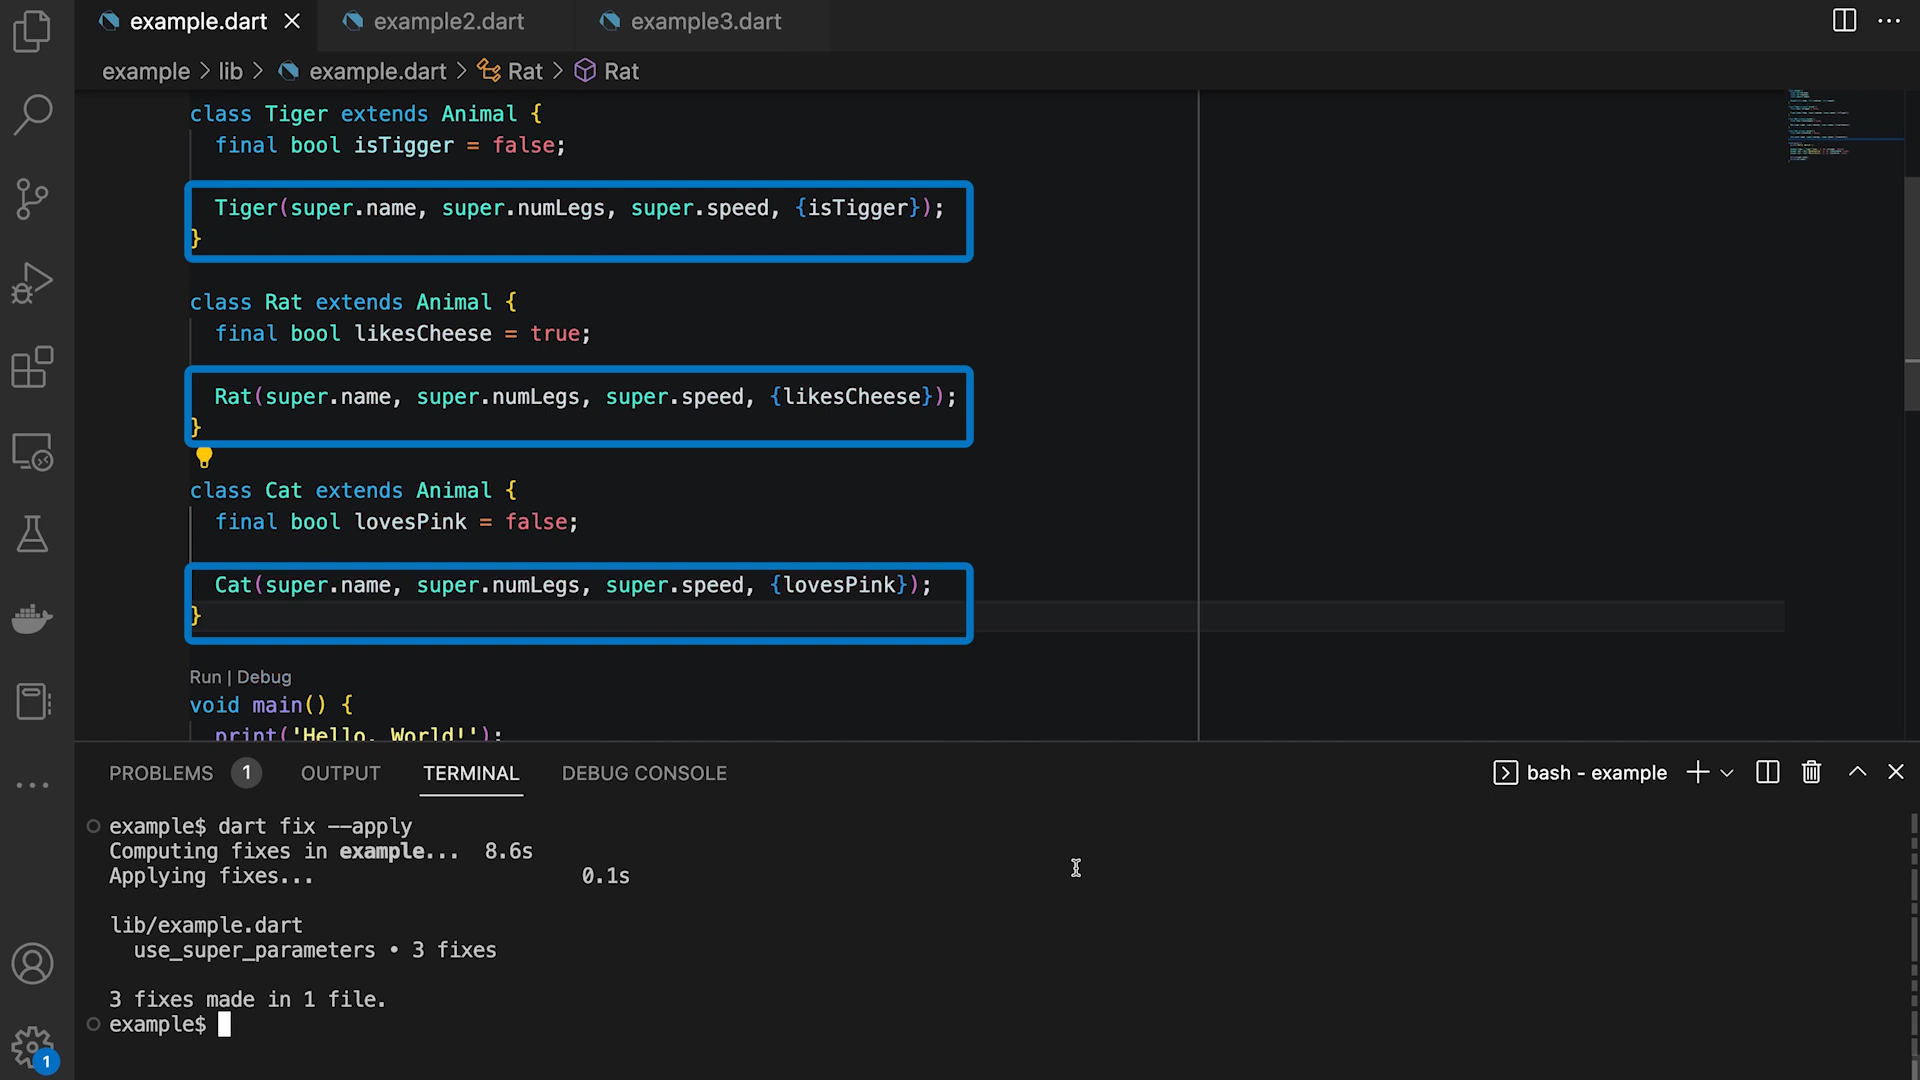 example.dart example2.dart example3.dart
example > lib > example.dart > Rat > Rat
class Tiger extends Animal {
final bool isTigger = false;
Tiger(super.name, super.numLegs, super.speed, {isTigger});
}
class Rat extends Animal {
final bool likesCheese = true;
Rat(super.name, super.numLegs, super.speed, {likesCheese});
}
class Cat extends Animal {
final bool lovesPink = false;
Cat(super.name, super.numLegs, super.speed, {lovesPink});
}
Run | Debug
void main() {
print('Hello, World!');
PROBLEMS 1 OUTPUT TERMINAL DEBUG CONSOLE bash - example
example$ dart fix --apply
Computing fixes in example... 8.6s
Applying fixes... 0.1s
lib/example.dart
use_super_parameters • 3 fixes
3 fixes made in 1 file.
example$
1